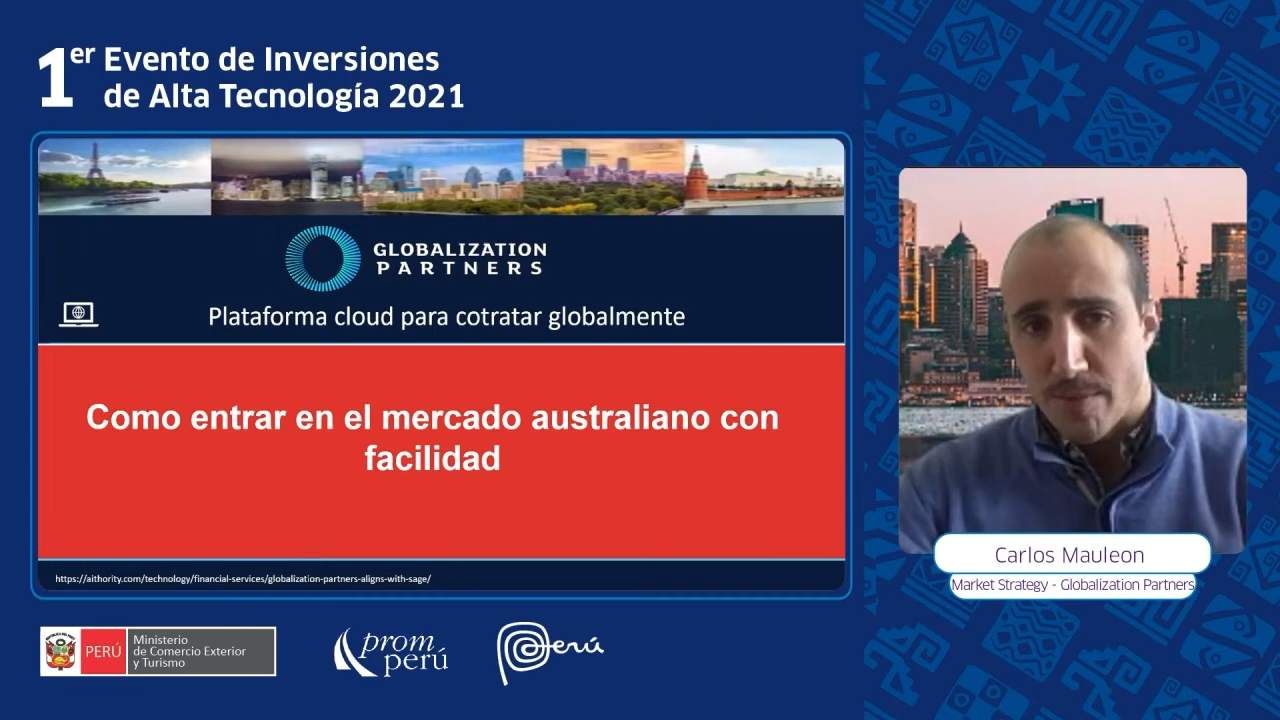 1er Evento de Inversiones
de Alta Tecnología 2021
GLOBALIZATION
PARTNERS
Plataforma cloud para cotratar globalmente
Como entrar en el mercado australiano con
facilidad
https://aithority.com/technology/financial-services/globalization-partners-aligns-with-sage/
Carlos Mauleon
Market Strategy - Globalization Partners
PERÚ
Ministerio
de Comercio Exterior
y Turismo
prom
perú
Perú